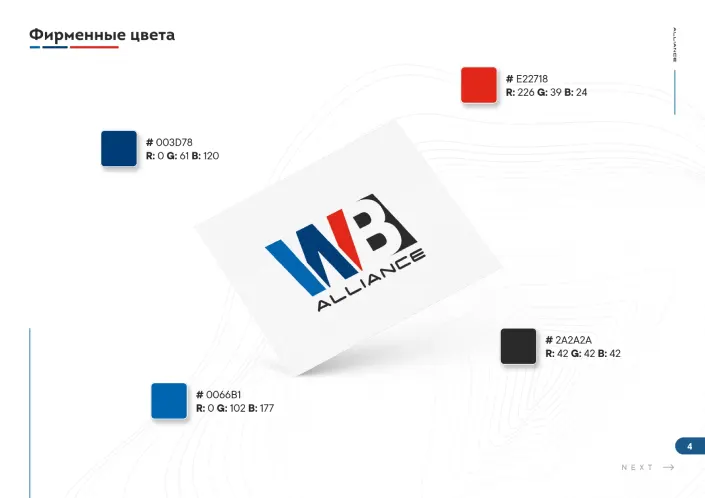 Фирменные цвета
ALLIANCE
# E22718
R: 226 G: 39 B: 24
# 003D78
R: 0 G: 61 B: 120
WB
ALLIANCE
# 2A2A2A
R: 42 G: 42 B: 42
# 0066B1
R: 0 G: 102 B: 177
4
NEXT